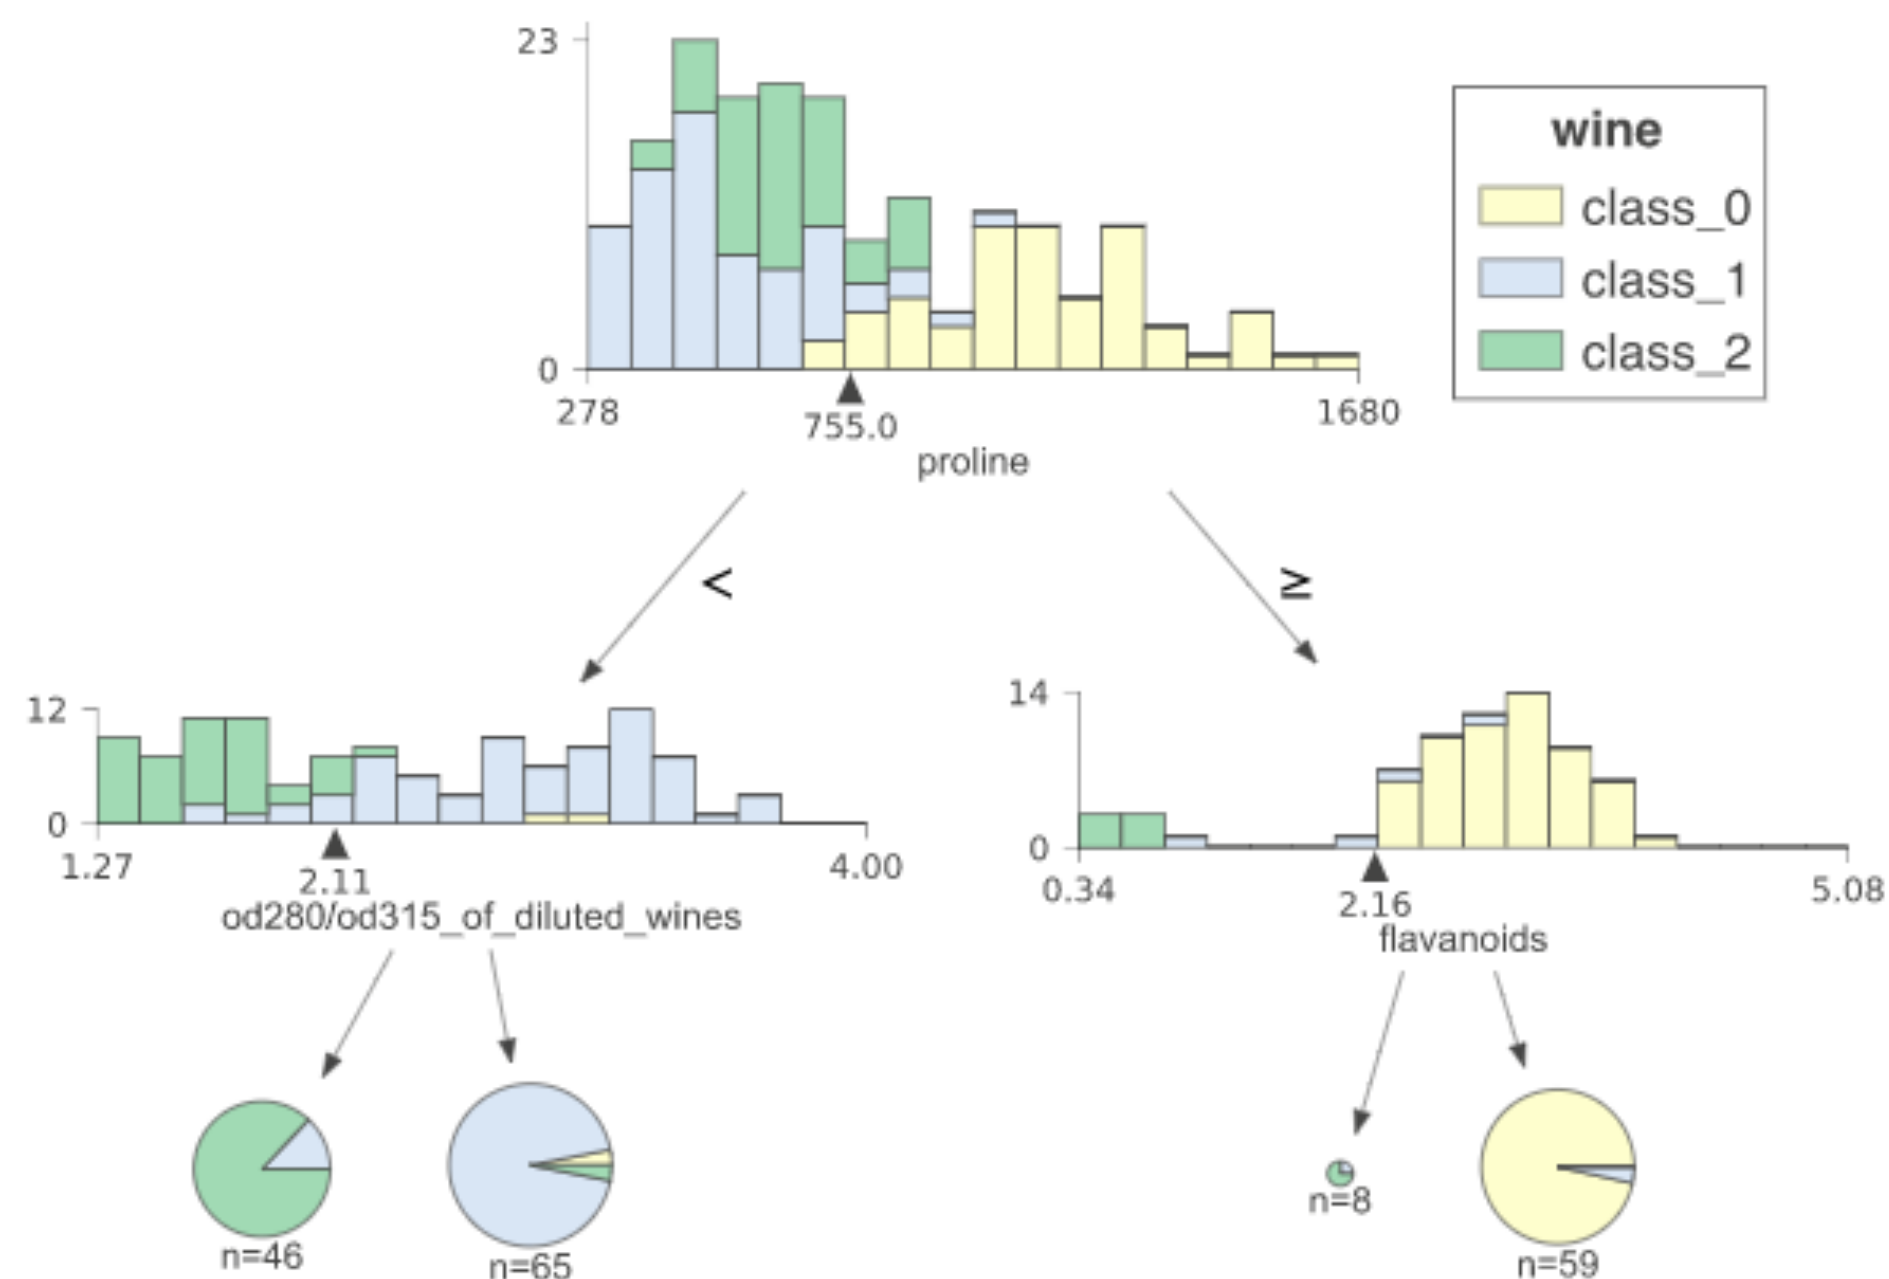 23
0
278
755.0
1680
proline
wine
class_0
class_1
class_2
<
≥
12
0
1.27
2.11
4.00
od280/od315_of_diluted_wines
14
0
0.34
2.16
5.08
flavanoids
n=46
n=65
n=8
n=59